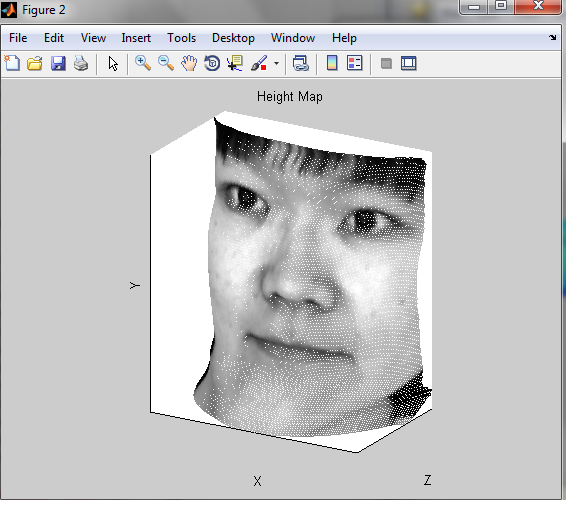 Figure 2
File Edit View Insert Tools Desktop Window Help
Height Map
Y
X
Z